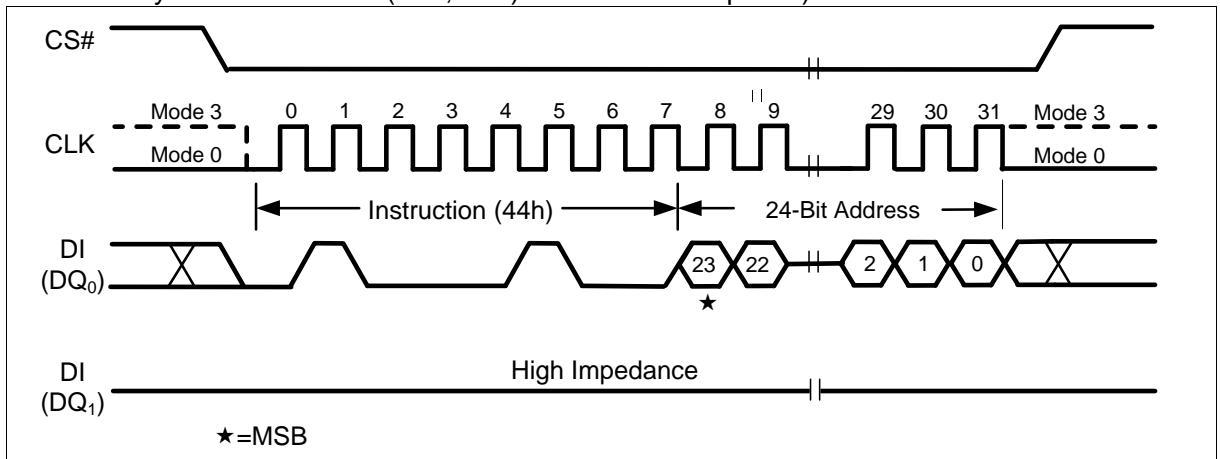 CS#
Mode 3 0 1 2 3 4 5 6 7 8 9 29 30 31 Mode 3
CLK
Mode 0 Mode 0
Instruction (44h) 24-Bit Address
DI
(DQ0)
23 22 2 1 0
★
DI
(DQ1)
High Impedance
★=MSB